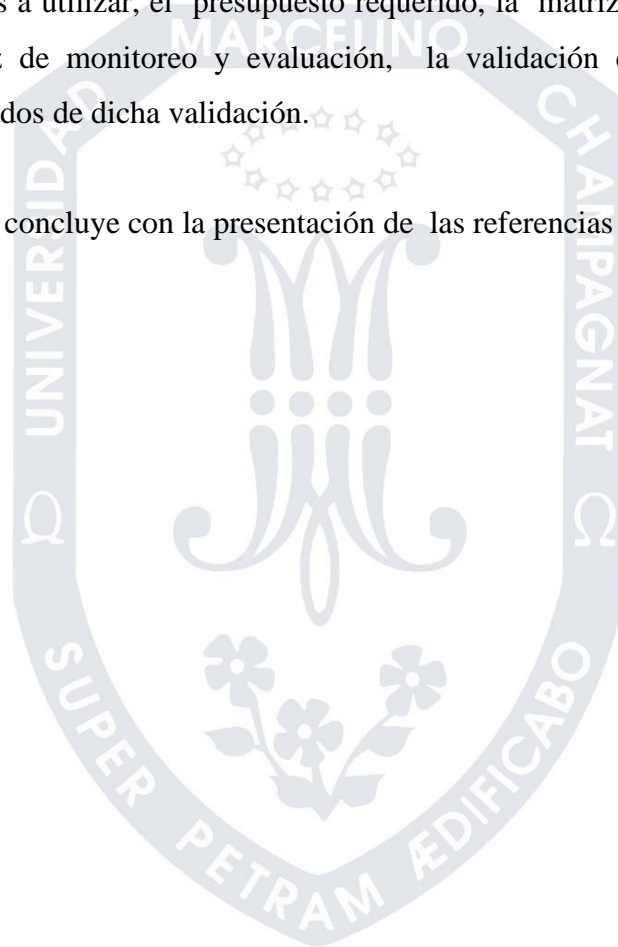 s a utilizar, el presupuesto requerido, la matriz
z de monitoreo y evaluación, la validación
dos de dicha validación.
concluye con la presentación de las referencias
UNIVERSIDAD MARCELINO CHAMPAGNAT
SUPER PETRAM ÆDIFICABO